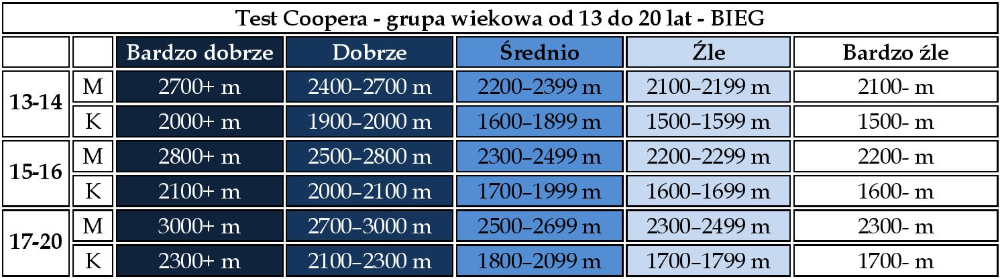 Test Coopera - grupa wiekowa od 13 do 20 lat - BIEG
Bardzo dobrze Dobrze Średnio Źle Bardzo źle
13-14 M 2700+ m 2400–2700 m 2200–2399 m 2100–2199 m 2100- m
K 2000+ m 1900–2000 m 1600–1899 m 1500–1599 m 1500- m
15-16 M 2800+ m 2500–2800 m 2300–2499 m 2200–2299 m 2200- m
K 2100+ m 2000–2100 m 1700–1999 m 1600–1699 m 1600- m
17-20 M 3000+ m 2700–3000 m 2500–2699 m 2300–2499 m 2300- m
K 2300+ m 2100–2300 m 1800–2099 m 1700–1799 m 1700- m